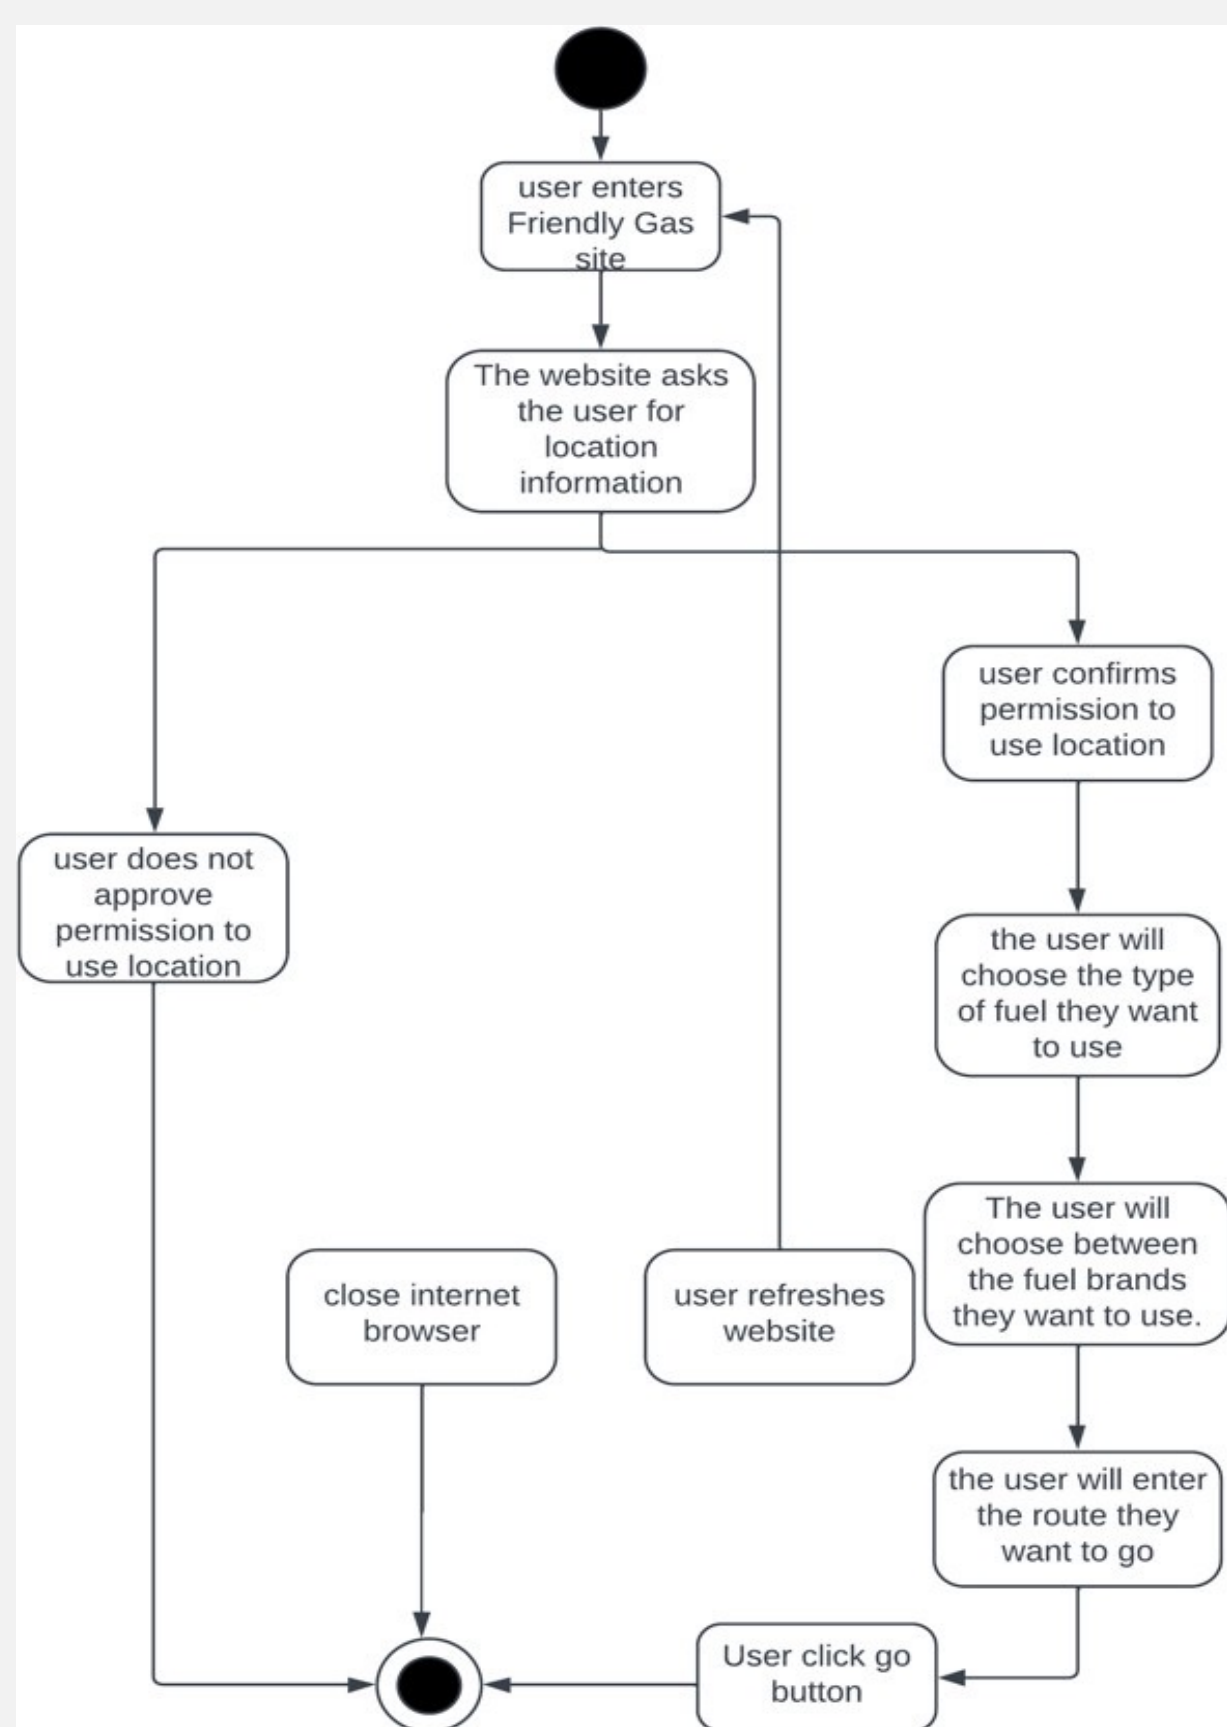 user enters
Friendly Gas
site
The website asks
the user for
location
information
user confirms
permission to
use location
user does not
approve
permission to
use location
the user will
choose the type
of fuel they want
to use
The user will
choose between
the fuel brands
they want to use.
close internet
browser
user refreshes
website
the user will enter
the route they
want to go
User click go
button